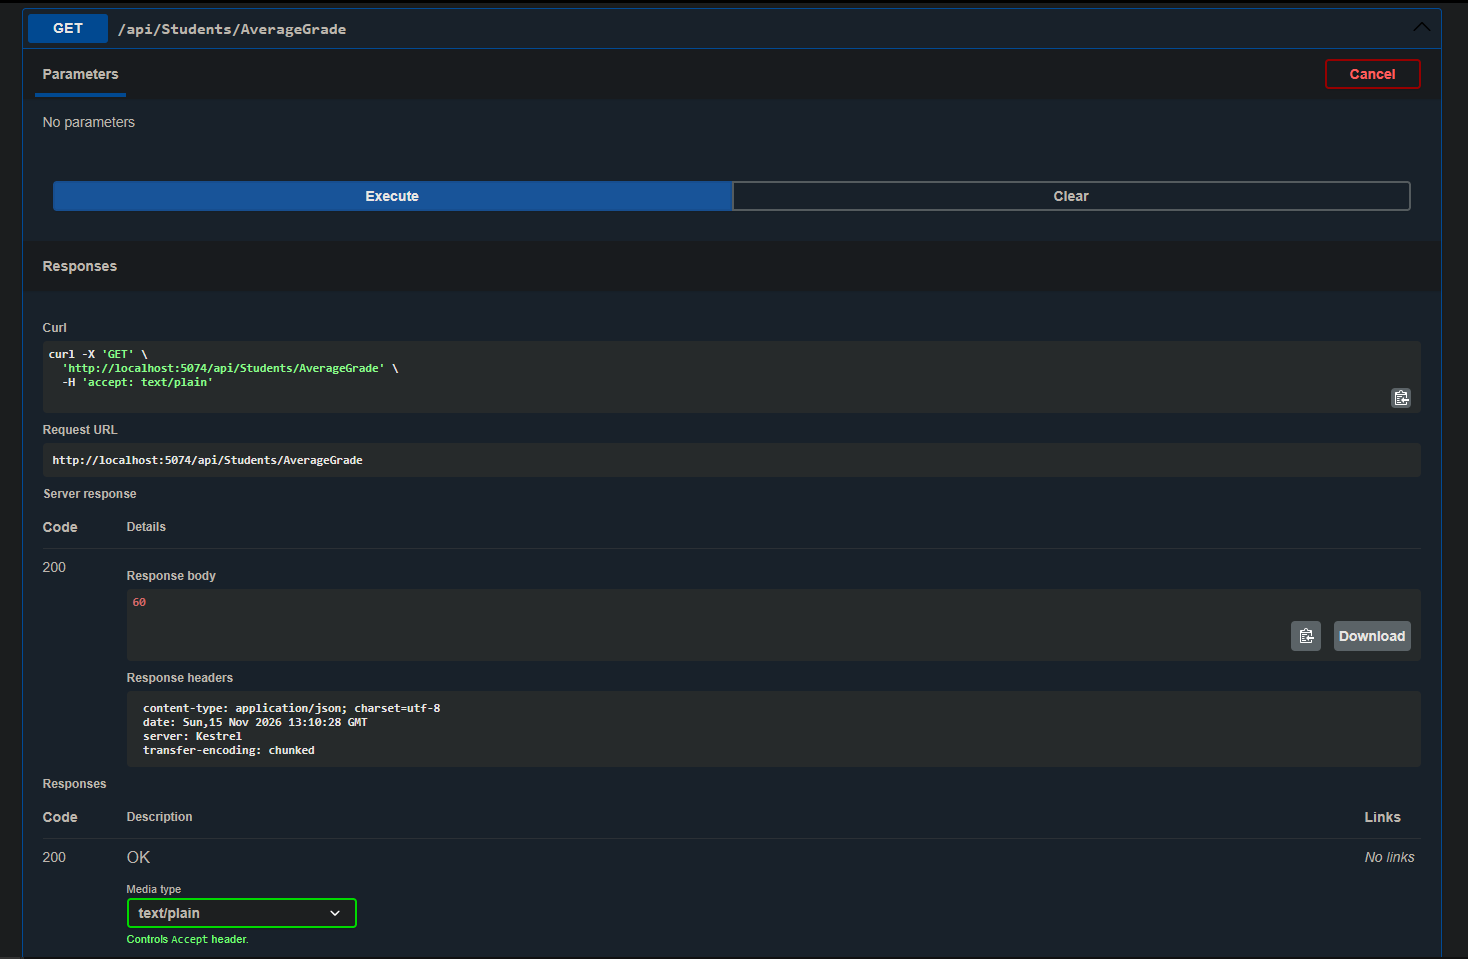 GET /api/Students/AverageGrade
Parameters
Cancel
No parameters
Execute
Clear
Responses
Curl
curl -X 'GET' \
'http://localhost:5074/api/Students/AverageGrade' \
-H 'accept: text/plain'
Request URL
http://localhost:5074/api/Students/AverageGrade
Server response
Code Details
200
Response body
60
Download
Response headers
content-type: application/json; charset=utf-8
date: Sun,15 Nov 2026 13:10:28 GMT
server: Kestrel
transfer-encoding: chunked
Responses
Code Description Links
200 OK No links
Media type
text/plain
Controls Accept header.